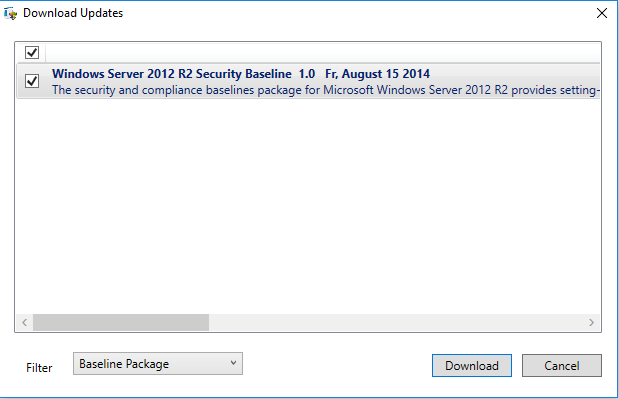 Download Updates
Windows Server 2012 R2 Security Baseline 1.0 Fr, August 15 2014
The security and compliance baselines package for Microsoft Windows Server 2012 R2 provides setting-
Filter
Baseline Package
Download
Cancel